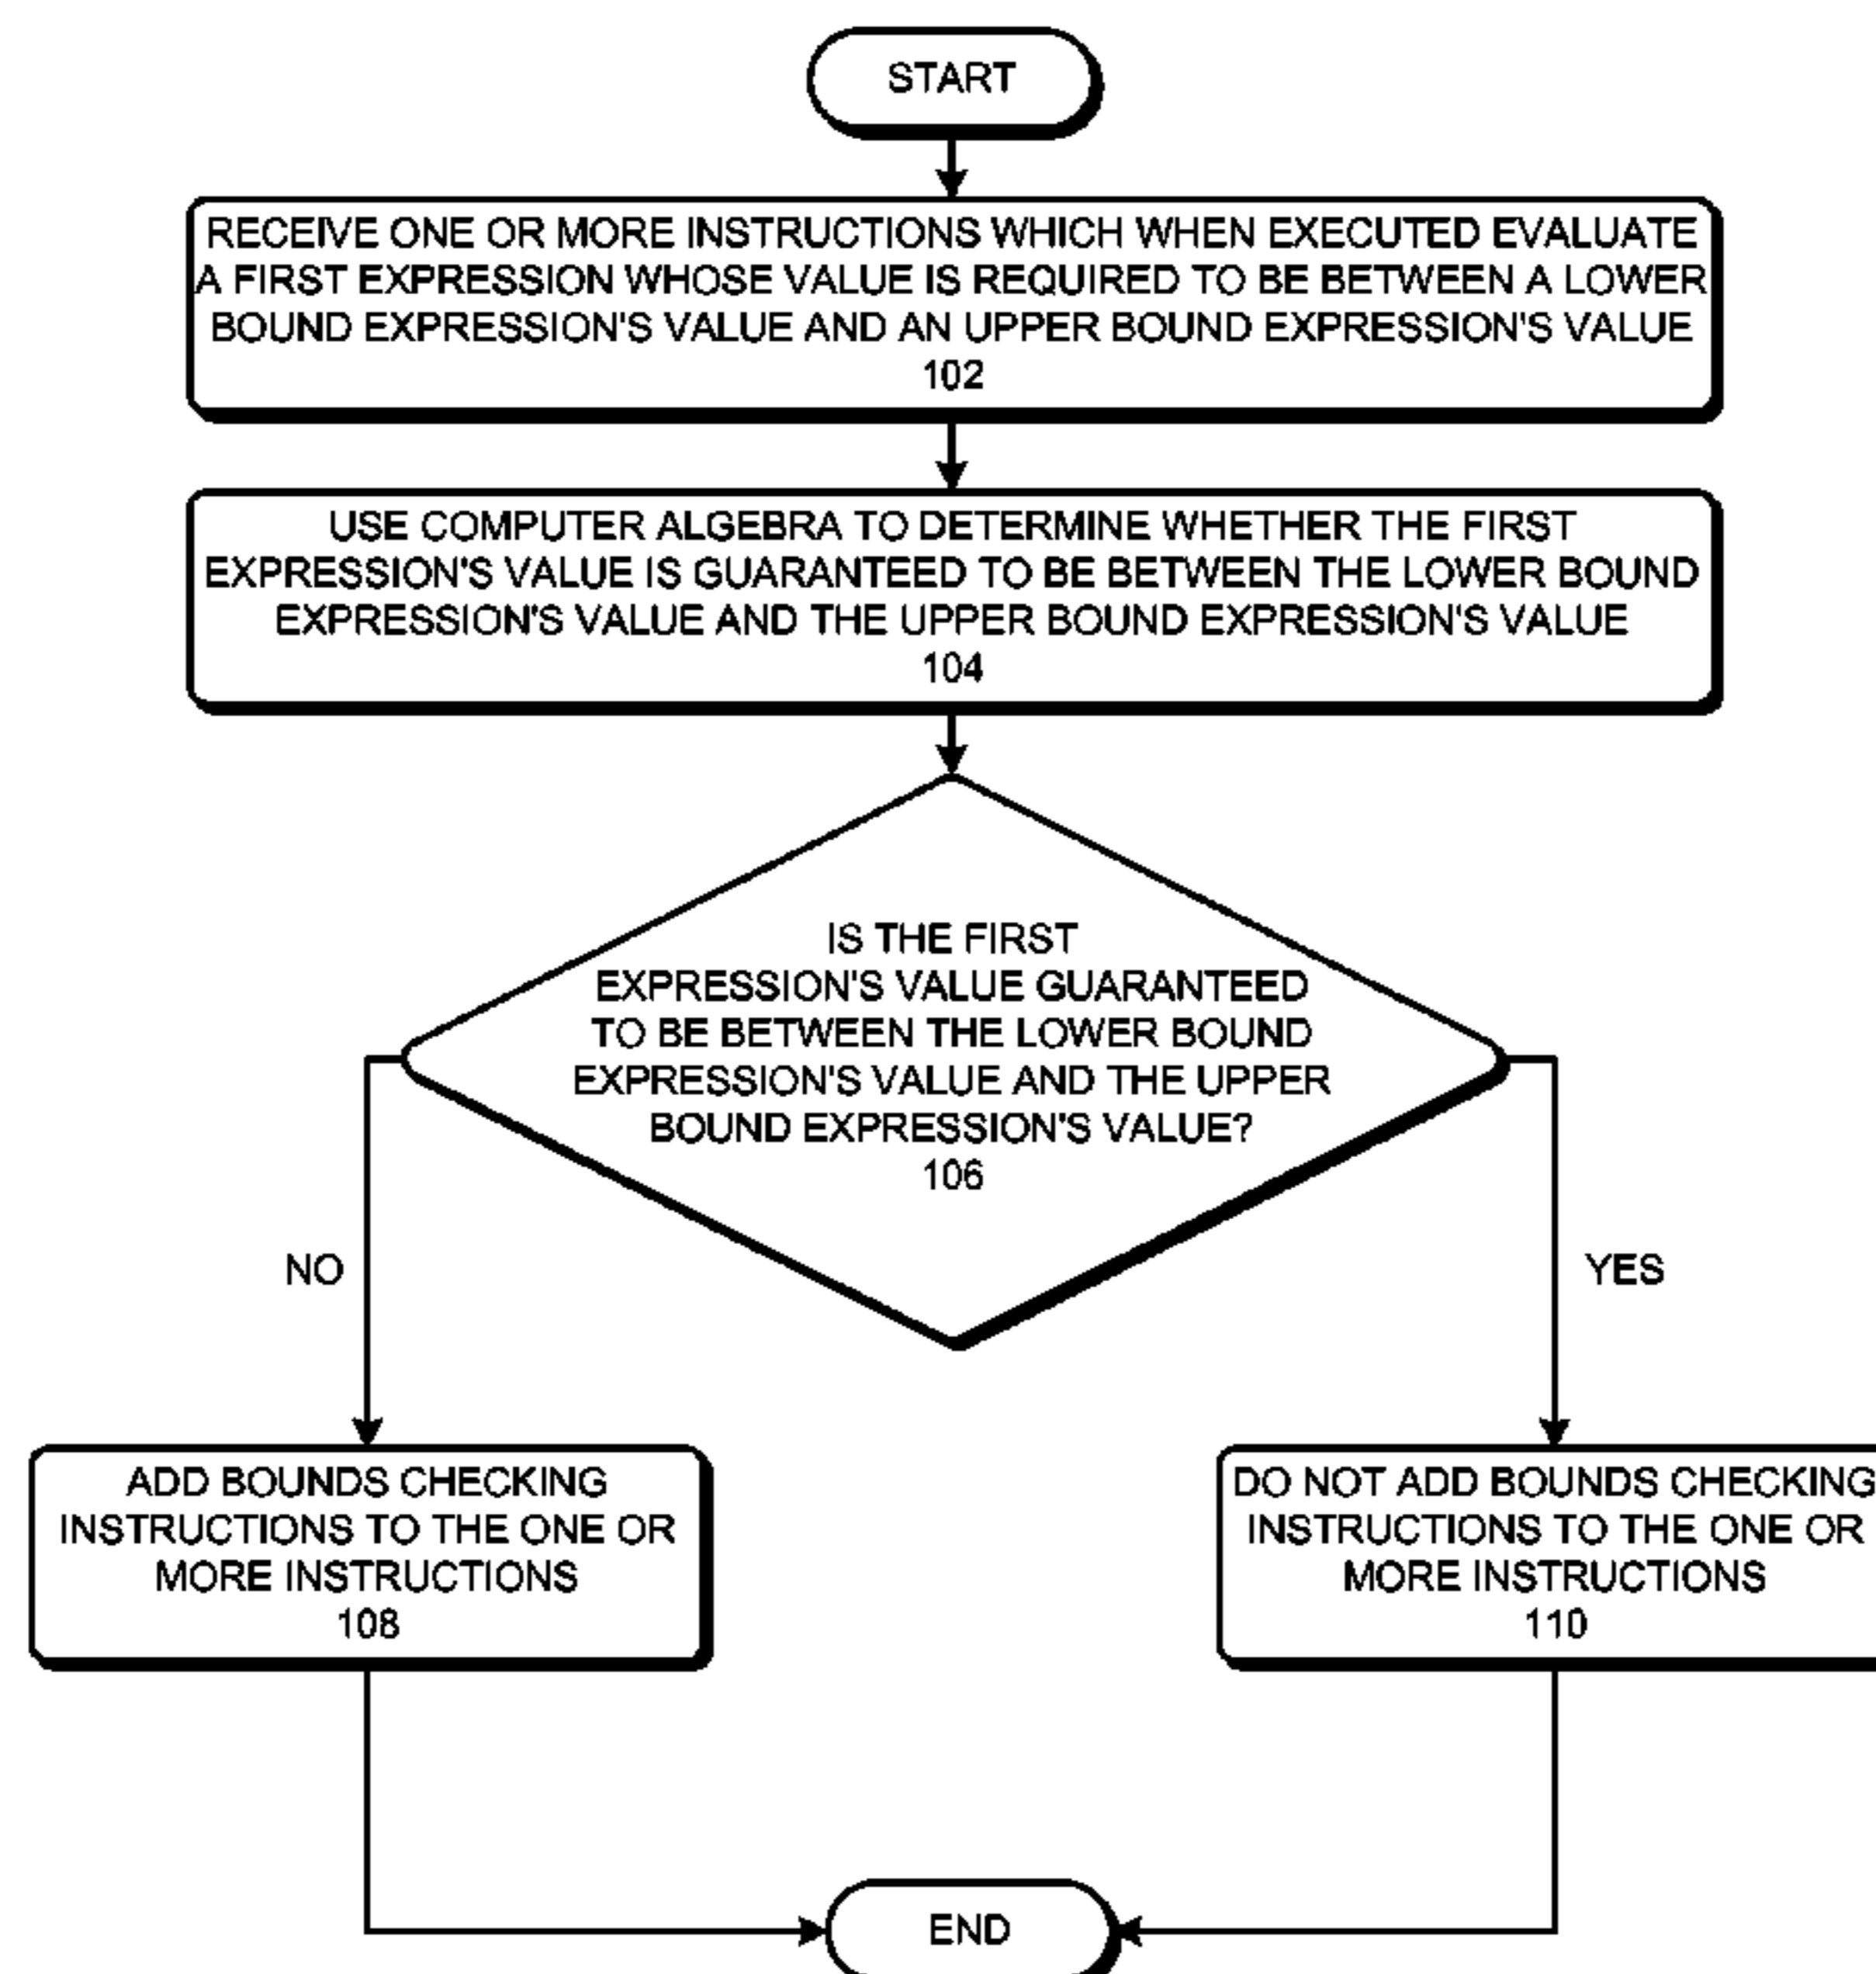 START
RECEIVE ONE OR MORE INSTRUCTIONS WHICH WHEN EXECUTED EVALUATE
A FIRST EXPRESSION WHOSE VALUE IS REQUIRED TO BE BETWEEN A LOWER
BOUND EXPRESSION'S VALUE AND AN UPPER BOUND EXPRESSION'S VALUE
102
USE COMPUTER ALGEBRA TO DETERMINE WHETHER THE FIRST
EXPRESSION'S VALUE IS GUARANTEED TO BE BETWEEN THE LOWER BOUND
EXPRESSION'S VALUE AND THE UPPER BOUND EXPRESSION'S VALUE
104
IS THE FIRST
EXPRESSION'S VALUE GUARANTEED
TO BE BETWEEN THE LOWER BOUND
EXPRESSION'S VALUE AND THE UPPER
BOUND EXPRESSION'S VALUE?
106
NO
YES
ADD BOUNDS CHECKING
INSTRUCTIONS TO THE ONE OR
MORE INSTRUCTIONS
108
DO NOT ADD BOUNDS CHECKING
INSTRUCTIONS TO THE ONE OR
MORE INSTRUCTIONS
110
END